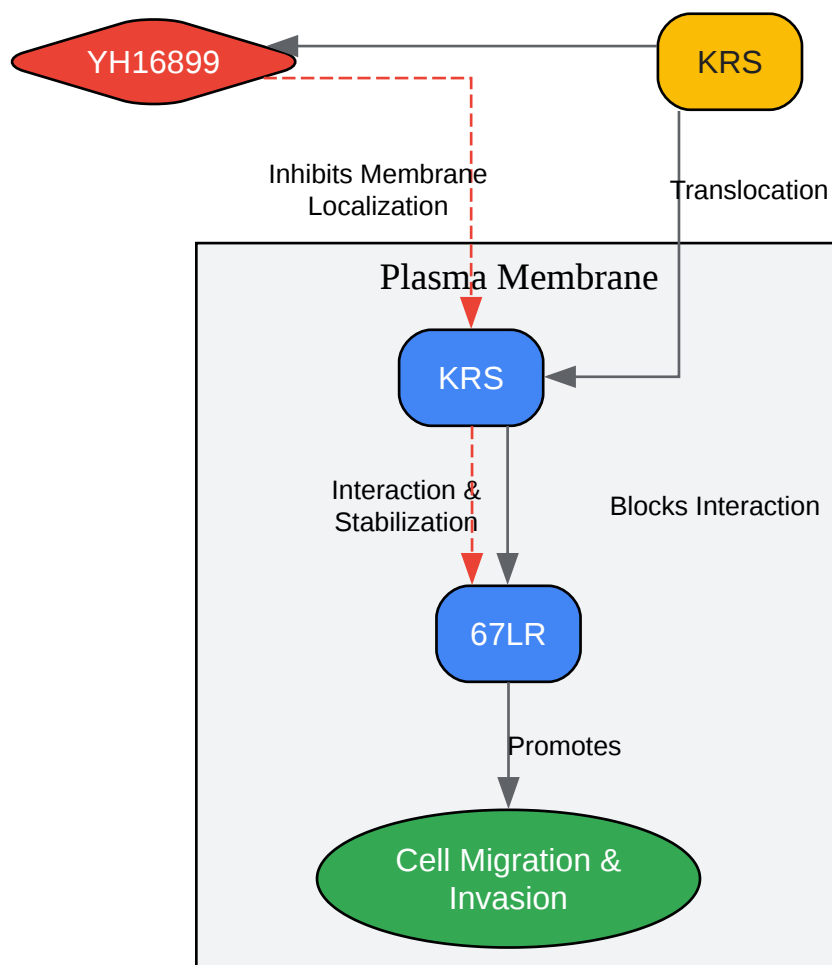 YH16899
KRS
Inhibits Membrane
Localization
Translocation
Plasma Membrane
KRS
Interaction &
Stabilization
Blocks Interaction
67LR
Promotes
Cell Migration &
Invasion